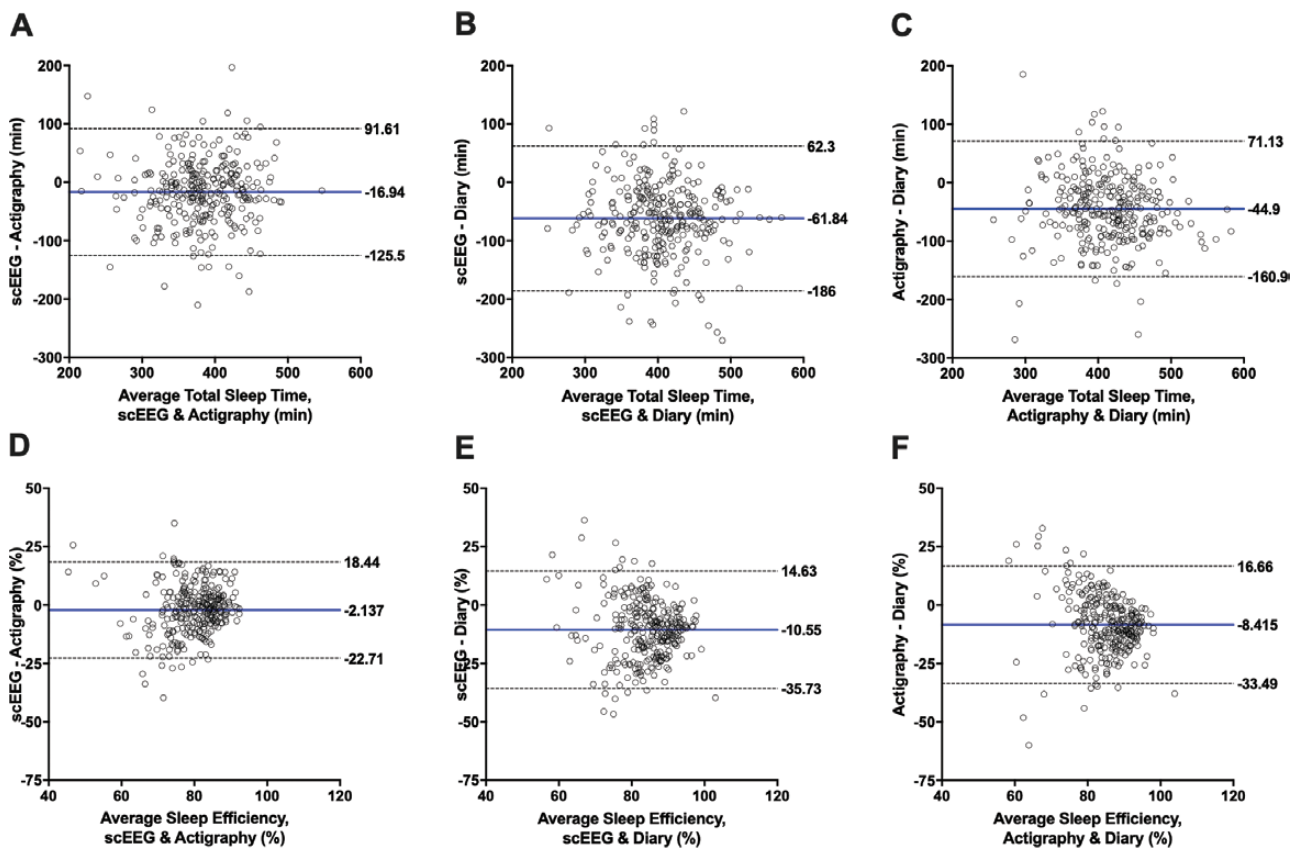 A
scEEG - Actigraphy (min)
200
100
0
-100
-200
-300
91.61
-16.94
-125.5
200 300 400 500 600
Average Total Sleep Time,
scEEG & Actigraphy (min)
B
scEEG - Diary (min)
200
100
0
-100
-200
-300
62.3
-61.84
-186
200 300 400 500 600
Average Total Sleep Time,
scEEG & Diary (min)
C
Actigraphy - Diary (min)
200
100
0
-100
-200
-300
71.13
-44.9
-160.9
200 300 400 500 600
Average Total Sleep Time,
Actigraphy & Diary (min)
D
scEEG - Actigraphy (%)
50
25
0
-25
-50
-75
18.44
-2.137
-22.71
40 60 80 100 120
Average Sleep Efficiency,
scEEG & Actigraphy (%)
E
scEEG - Diary (%)
50
25
0
-25
-50
-75
14.63
-10.55
-35.73
40 60 80 100 120
Average Sleep Efficiency,
scEEG & Diary (%)
F
Actigraphy - Diary (%)
50
25
0
-25
-50
-75
16.66
-8.415
-33.49
40 60 80 100 120
Average Sleep Efficiency,
Actigraphy & Diary (%)